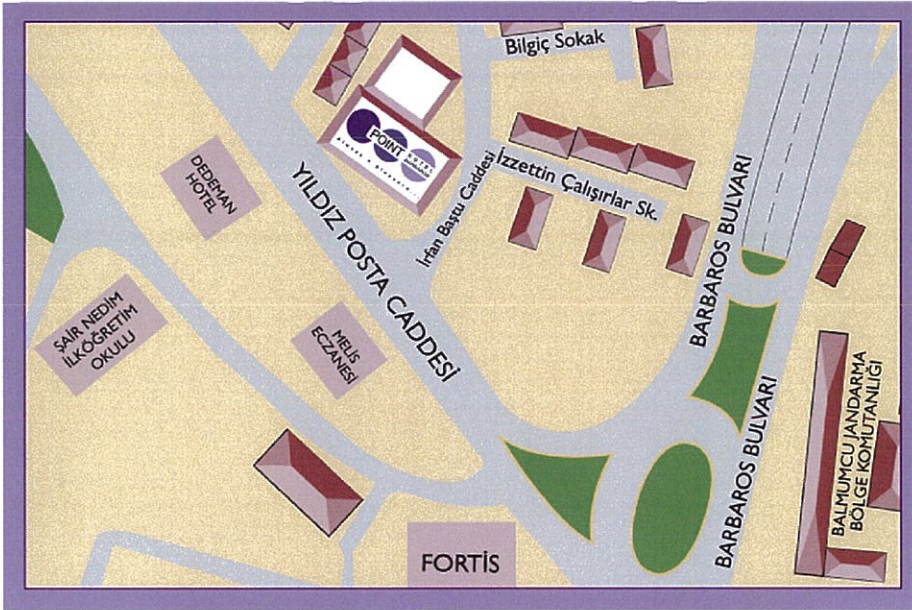 Bilgiç Sokak
POINT
HOTEL
DEDEMAN
HOTEL
YILDIZ POSTA CADDESİ
İrfan Baştu Caddesi
İzzettin Çalışırlar Sk.
BARBAROS BULVARI
ŞAİR NEDİM
İLKÖĞRETİM
OKULU
MELİS
ECZANESİ
BARBAROS BULVARI
BALMUMCU JANDARMA
BÖLGE KOMUTANLIĞI
FORTİS